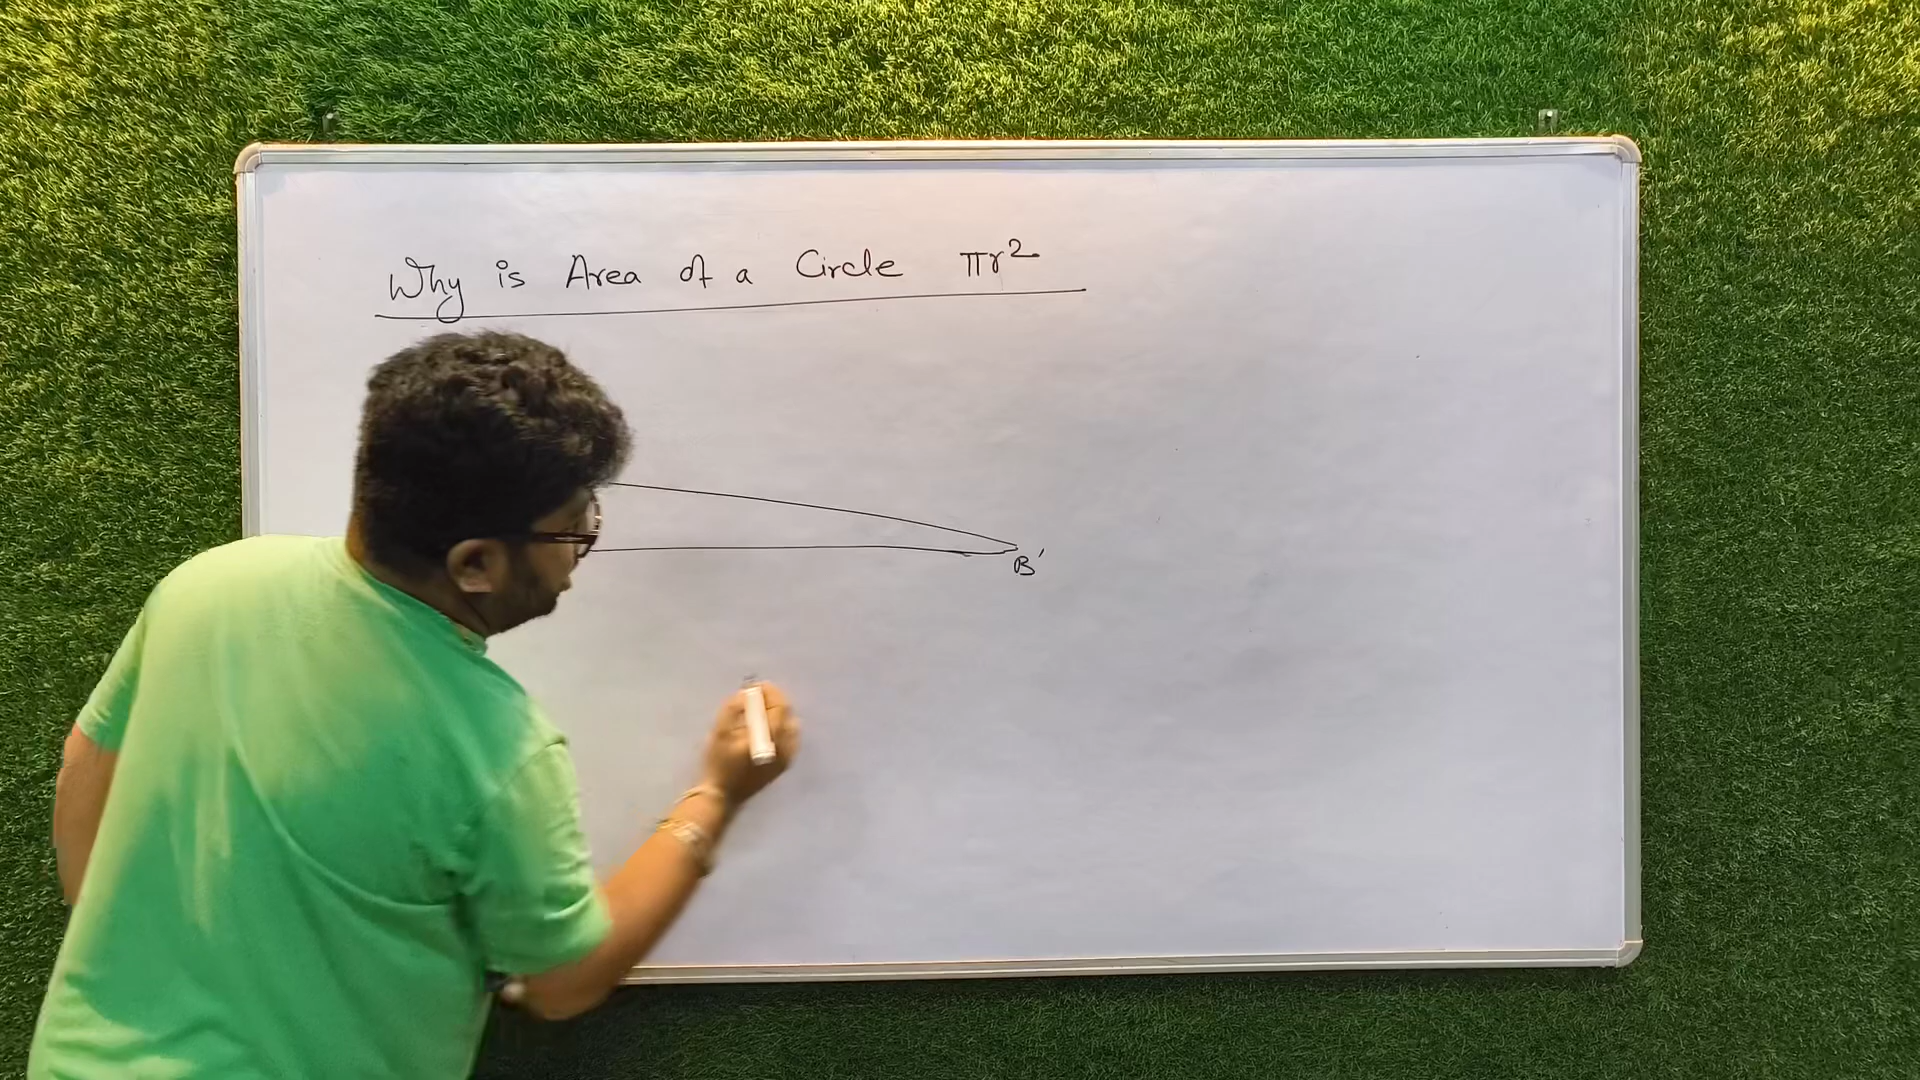 Why is Area of a Circle πr²
B'